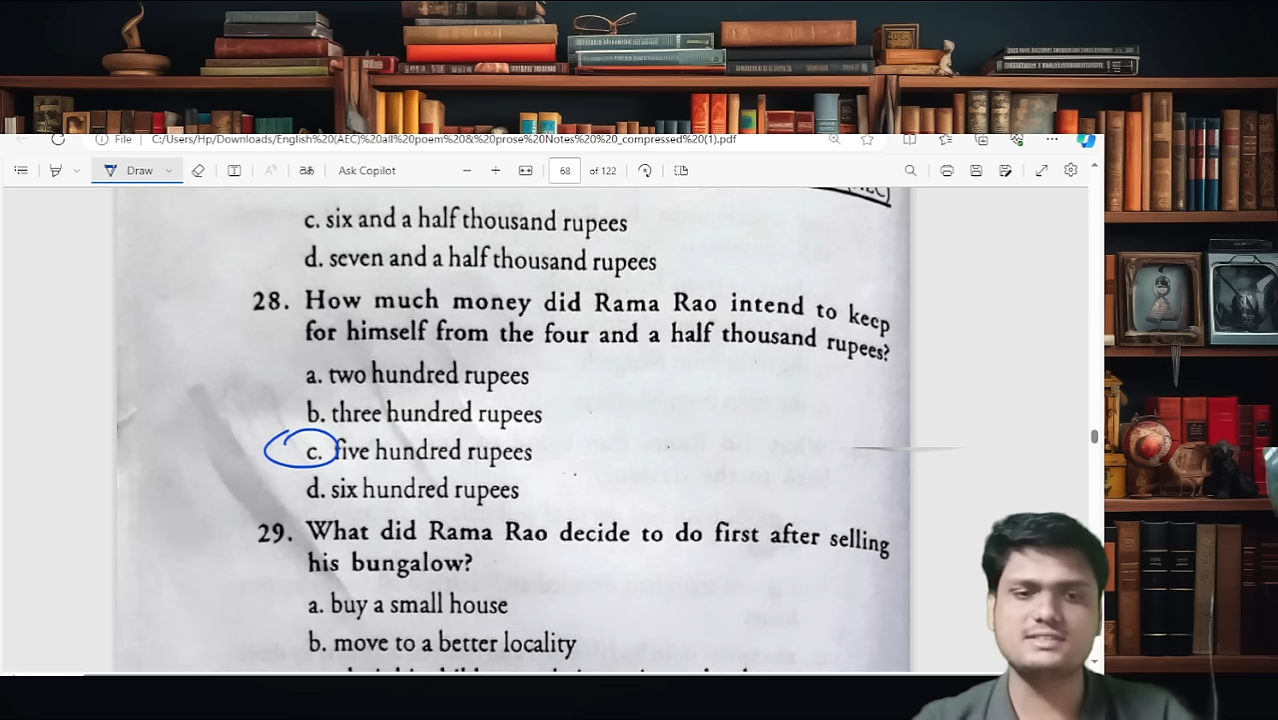 File C:/Users/Hp/Downloads/English%20(AEC)%20all%20poem%20&%20prose%20Notes%20%20_compressed%20(1).pdf
Draw Ask Copilot 68 of 122
c. six and a half thousand rupees
d. seven and a half thousand rupees
28. How much money did Rama Rao intend to keep
for himself from the four and a half thousand rupees?
a. two hundred rupees
b. three hundred rupees
c. five hundred rupees
d. six hundred rupees
29. What did Rama Rao decide to do first after selling
his bungalow?
a. buy a small house
b. move to a better locality